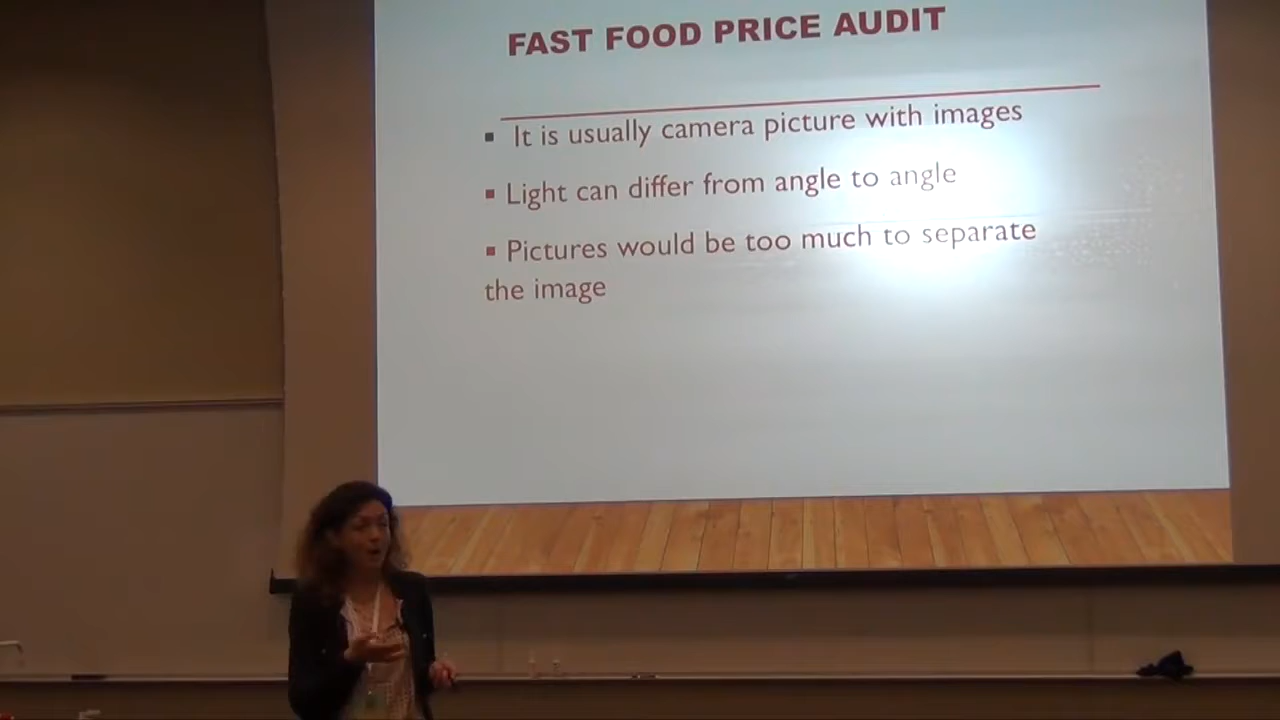 FAST FOOD PRICE AUDIT
▪ It is usually camera picture with images
▪ Light can differ from angle to angle
▪ Pictures would be too much to separate
the image